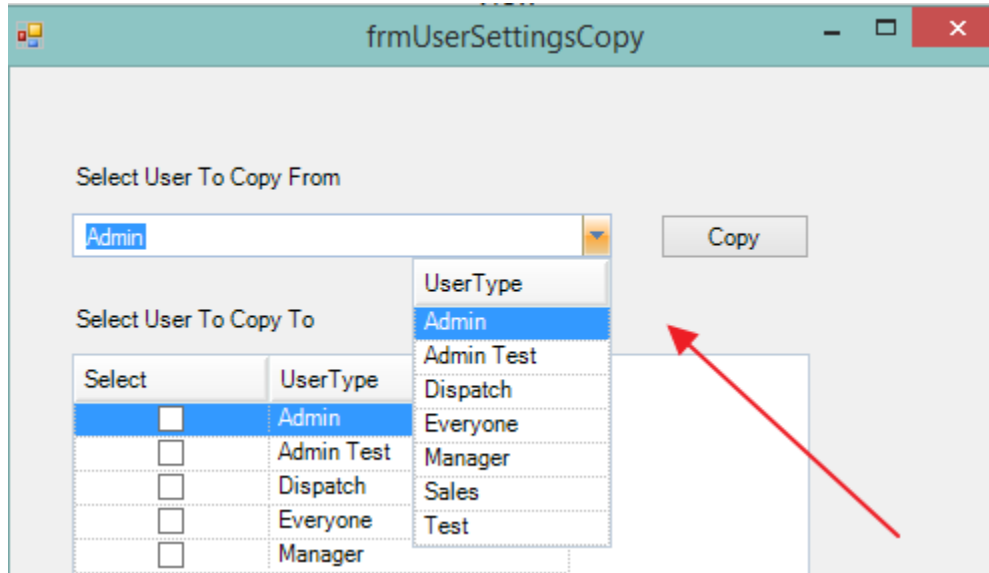 frmUserSettingsCopy
Select User To Copy From
Admin
Copy
UserType
Admin
Admin Test
Dispatch
Everyone
Manager
Sales
Test
Select User To Copy To
Select UserType
Admin
Admin Test
Dispatch
Everyone
Manager